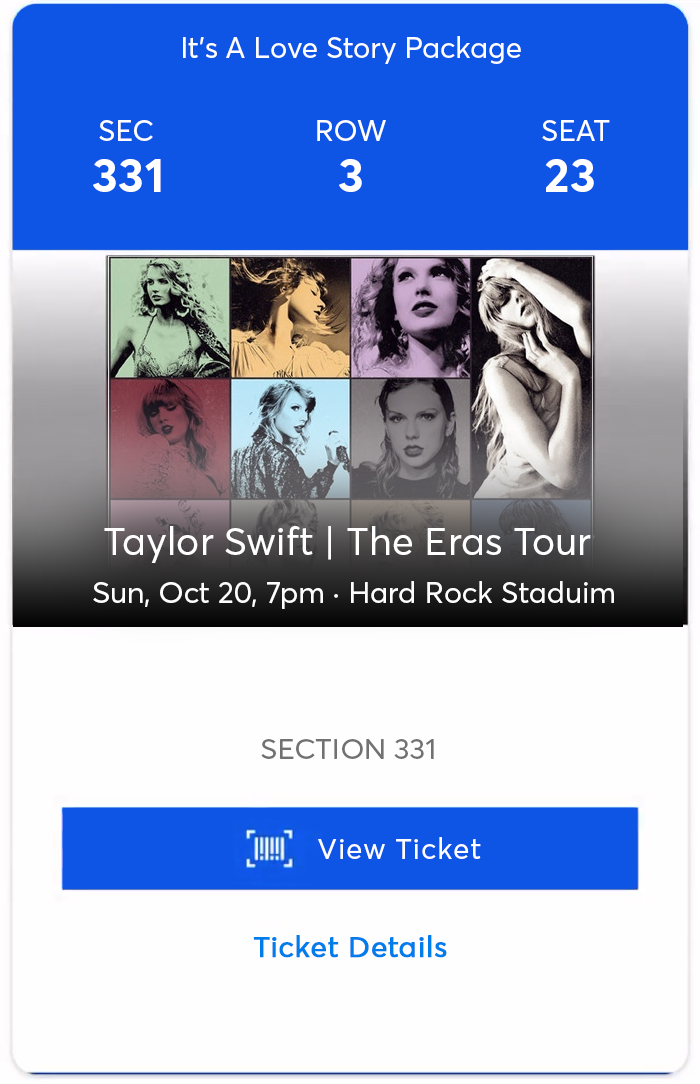 It's A Love Story Package
SEC ROW SEAT
331 3 23
Taylor Swift | The Eras Tour
Sun, Oct 20, 7pm · Hard Rock Staduim
SECTION 331
View Ticket
Ticket Details